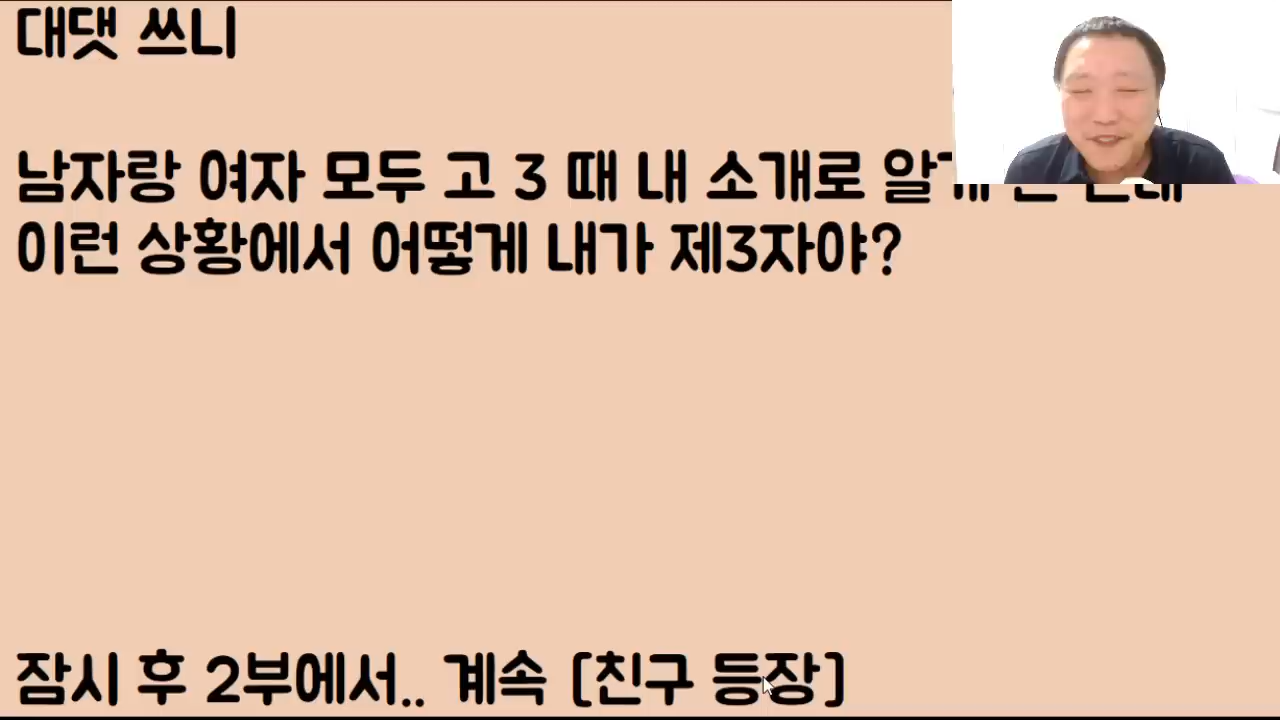 대댓 쓰니
남자랑 여자 모두 고 3 때 내 소개로
이런 상황에서 어떻게 내가 제3자야?
잠시 후 2부에서.. 계속 [친구 등장]